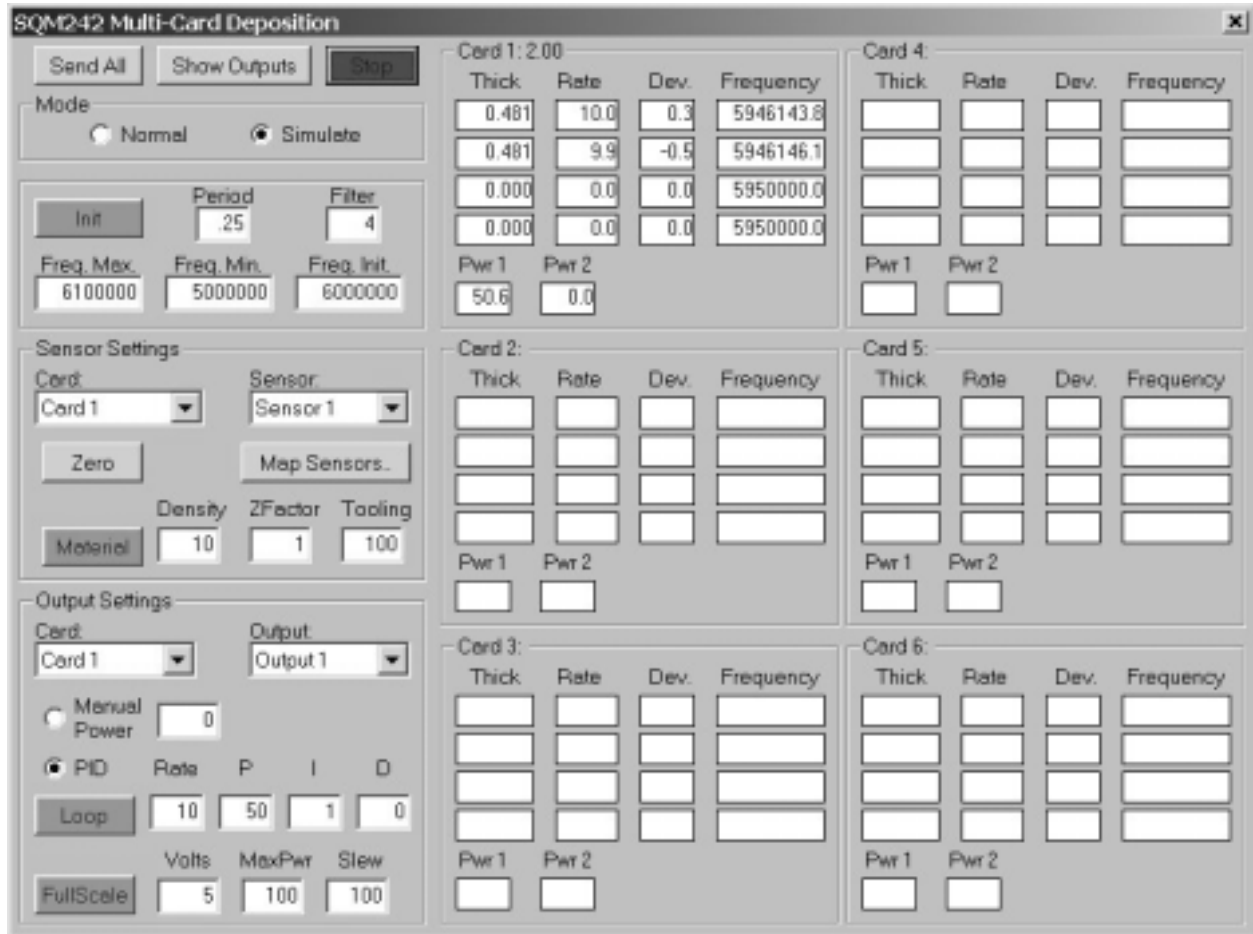 SQM242 Multi-Card Deposition
Send All Show Outputs Stop
Mode
Normal Simulate
Init Period Filter
.25 4
Freq. Max. Freq. Min. Freq. Init.
6100000 5000000 6000000
Sensor Settings
Card: Sensor:
Card 1 Sensor 1
Zero Map Sensors..
Density ZFactor Tooling
Material 10 1 100
Output Settings
Card: Output:
Card 1 Output 1
Manual Power 0
PID Rate P I D
Loop 10 50 1 0
Volts MaxPwr Slew
FullScale 5 100 100
Card 1: 2.00
Thick Rate Dev. Frequency
0.481 10.0 0.3 5946143.8
0.481 9.9 -0.5 5946146.1
0.000 0.0 0.0 5950000.0
0.000 0.0 0.0 5950000.0
Pwr 1 Pwr 2
50.6 0.0
Card 2:
Thick Rate Dev. Frequency
Pwr 1 Pwr 2
Card 3:
Thick Rate Dev. Frequency
Pwr 1 Pwr 2
Card 4:
Thick Rate Dev. Frequency
Pwr 1 Pwr 2
Card 5:
Thick Rate Dev. Frequency
Pwr 1 Pwr 2
Card 6:
Thick Rate Dev. Frequency
Pwr 1 Pwr 2